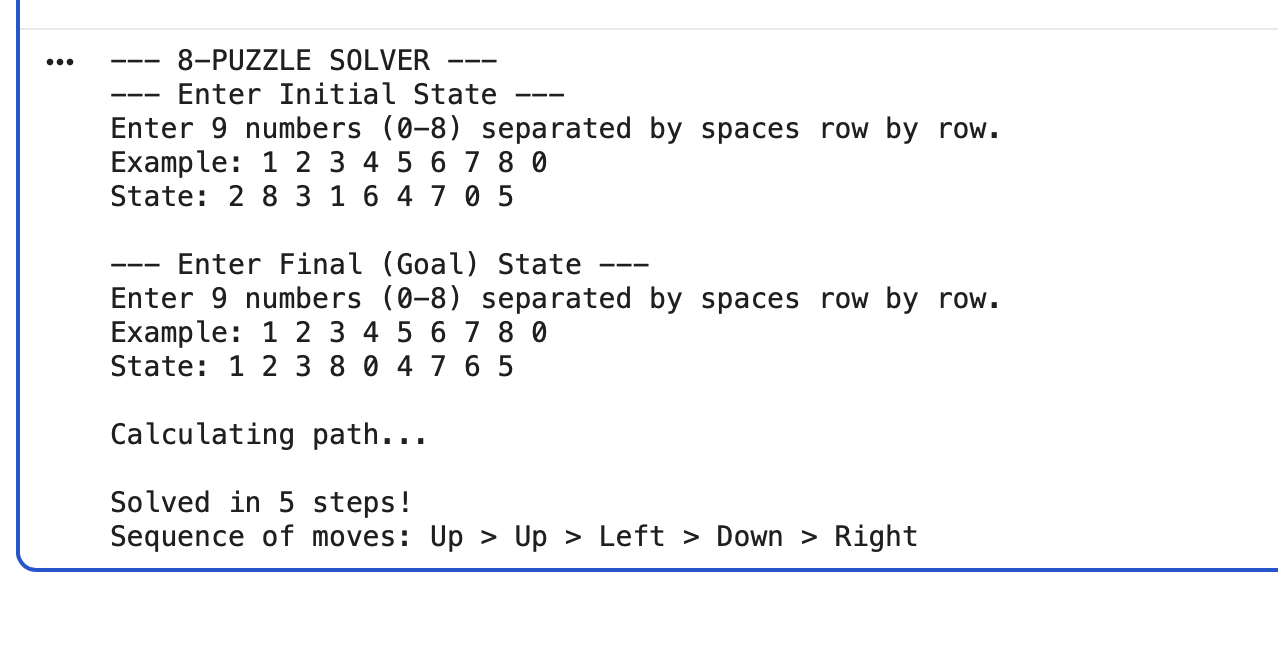 --- 8-PUZZLE SOLVER ---
--- Enter Initial State ---
Enter 9 numbers (0-8) separated by spaces row by row.
Example: 1 2 3 4 5 6 7 8 0
State: 2 8 3 1 6 4 7 0 5
--- Enter Final (Goal) State ---
Enter 9 numbers (0-8) separated by spaces row by row.
Example: 1 2 3 4 5 6 7 8 0
State: 1 2 3 8 0 4 7 6 5
Calculating path...
Solved in 5 steps!
Sequence of moves: Up > Up > Left > Down > Right